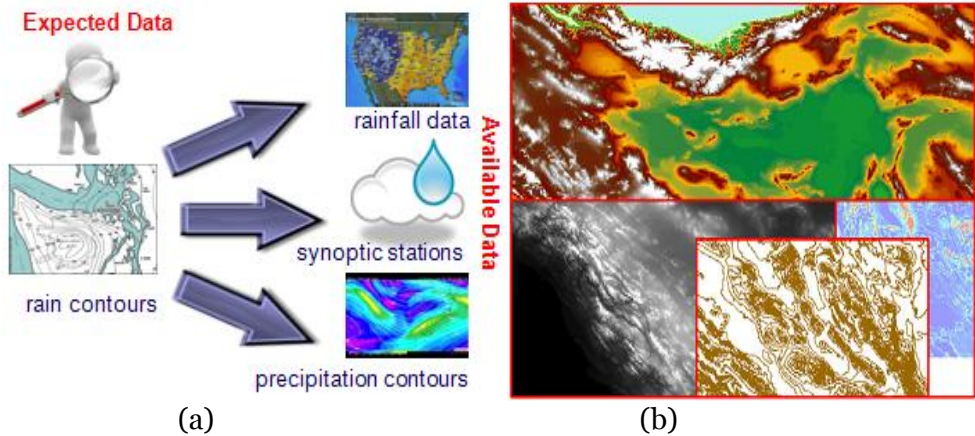 Expected Data
rainfall data
synoptic stations
rain contours
precipitation contours
Available Data
(a)
(b)